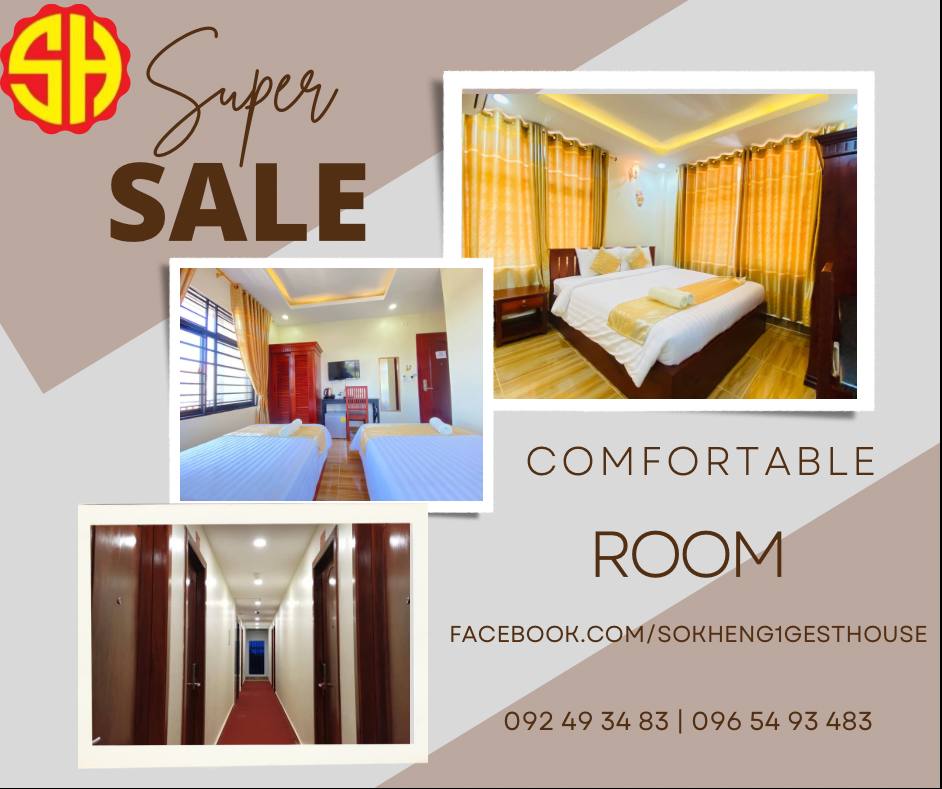 SH
Super
SALE
COMFORTABLE
ROOM
FACEBOOK.COM/SOKHENG1GESTHOUSE
092 49 34 83 | 096 54 93 483